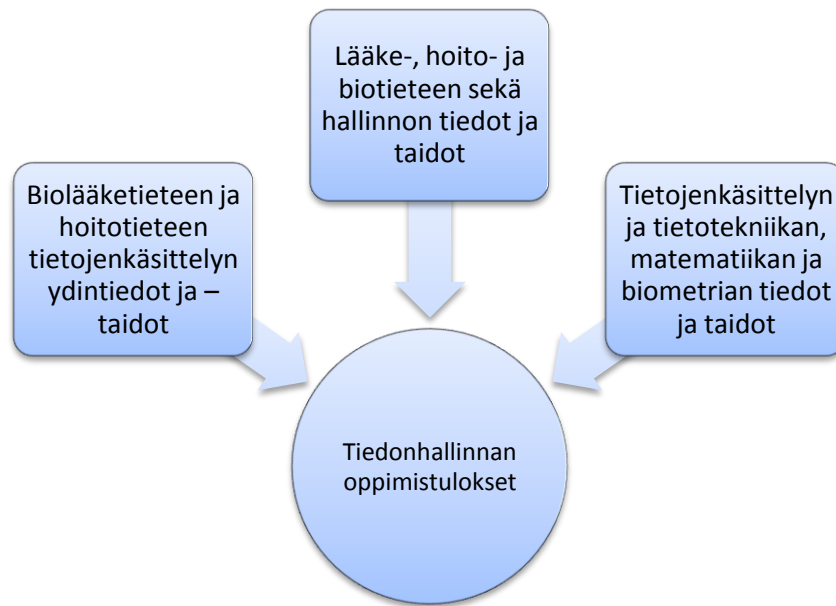 Biolääketieteen ja
hoitotieteen
tietojenkäsittelyn
ydintiedot ja –
taidot
Lääke-, hoito- ja
biotieteen sekä
hallinnon tiedot ja
taidot
Tietojenkäsittelyn
ja tietotekniikan,
matematiikan ja
biometrian tiedot
ja taidot
Tiedonhallinnan
oppimistulokset